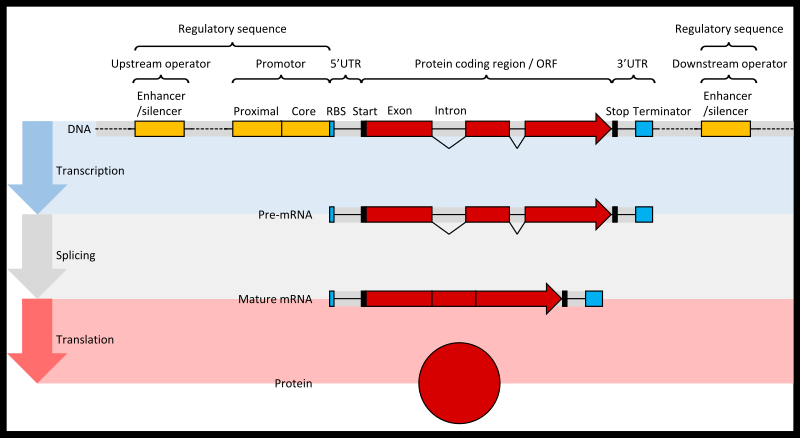 Regulatory sequence
Regulatory sequence
Upstream operator
Promotor
5’UTR
Protein coding region / ORF
3’UTR
Downstream operator
Enhancer
/silencer
Proximal
Core
RBS
Start
Exon
Intron
Stop
Terminator
Enhancer
/silencer
DNA
Transcription
Pre-mRNA
Splicing
Mature mRNA
Translation
Protein